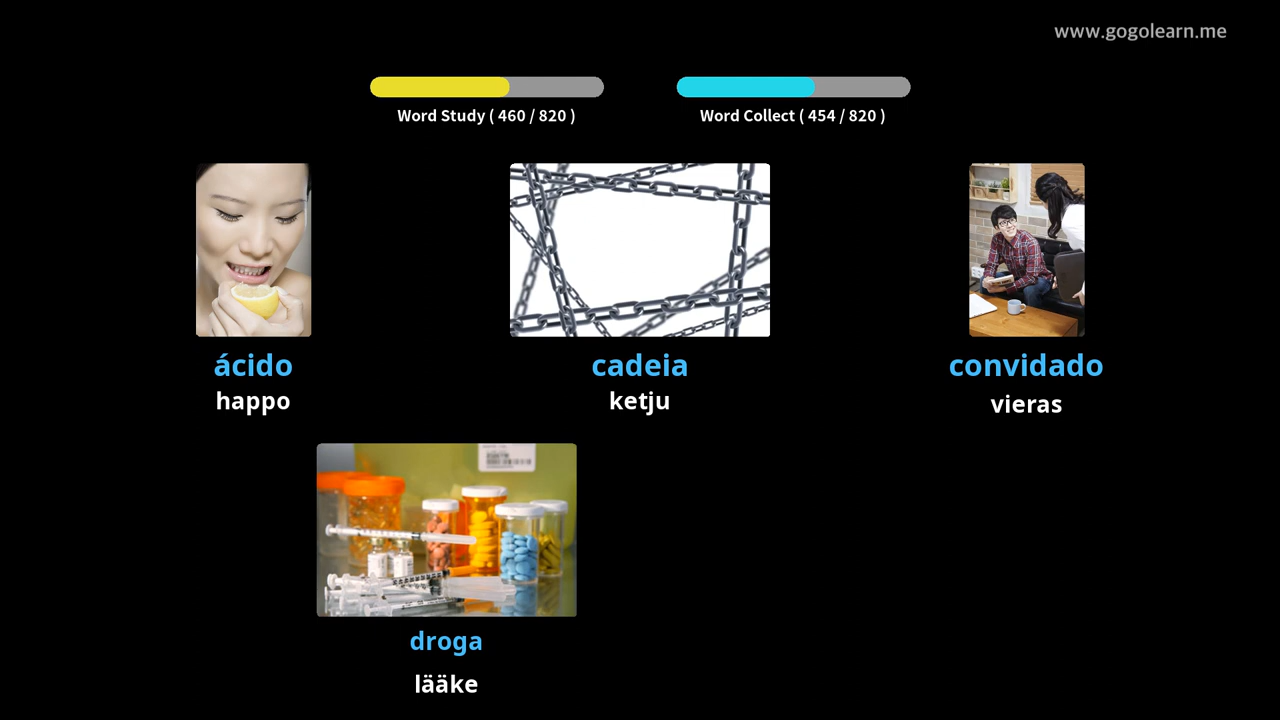 www.gogolearn.me
Word Study ( 460 / 820 )
Word Collect ( 454 / 820 )
ácido
happo
cadeia
ketju
convidado
vieras
droga
lääke